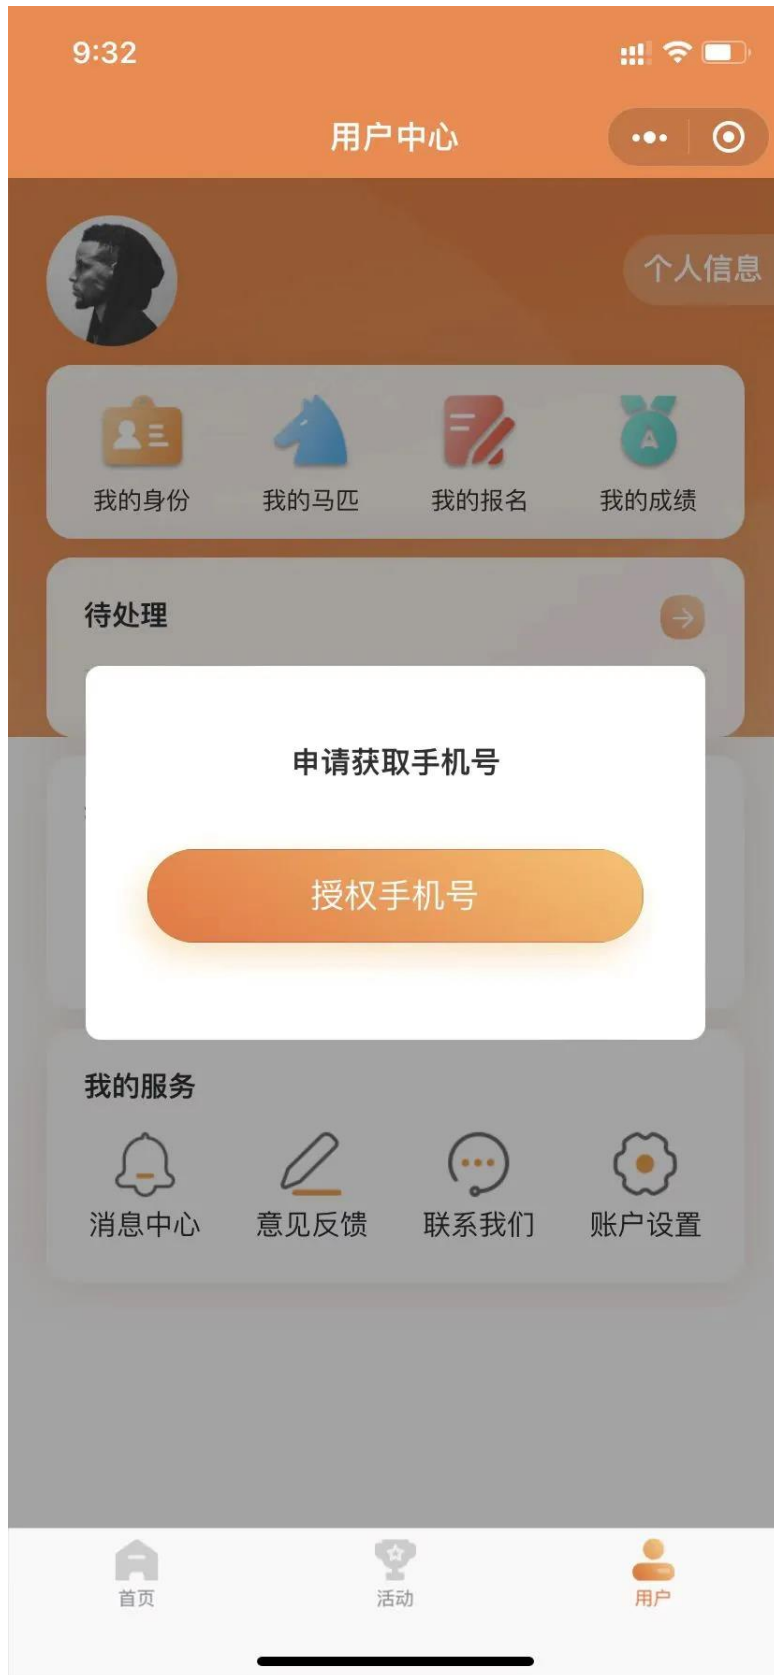 9:32
用户中心
个人信息
我的身份 我的马匹 我的报名 我的成绩
待处理
申请获取手机号
授权手机号
我的服务
消息中心 意见反馈 联系我们 账户设置
首页 活动 用户